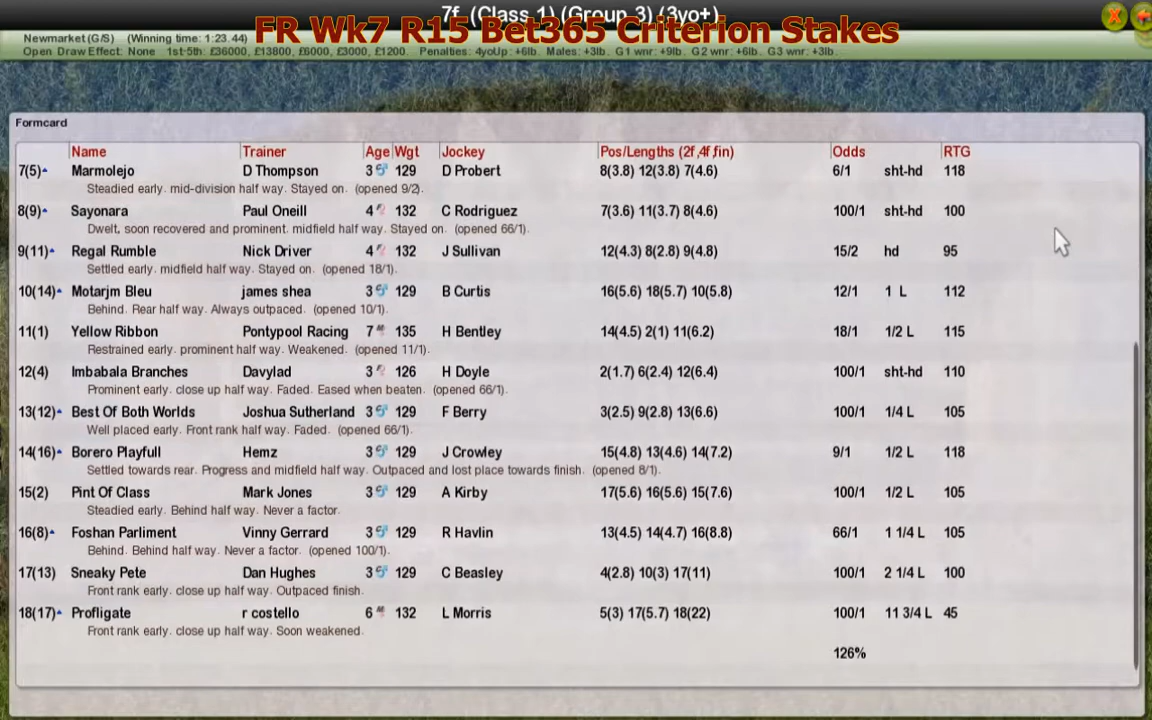 7f. (Class 1) (Group 3) (3yo+)
FR Wk7 R15 Bet365 Criterion Stakes
Newmarket(G/S) (Winning time: 1:23.44)
Open Draw Effect: None 1st-5th: £36000, £13800, £6000, £3000, £1200. Penalties: 4yoUp: +6lb. Males: +3lb. G1 wnr: +9lb. G2 wnr: +6lb. G3 wnr: +3lb.
Formcard
Name Trainer Age Wgt Jockey Pos/Lengths (2f,4f,fin) Odds RTG
7(5) Marmolejo D Thompson 3 129 D Probert 8(3.8) 12(3.8) 7(4.6) 6/1 sht-hd 118
Steadied early. mid-division half way. Stayed on. (opened 9/2).
8(9) Sayonara Paul Oneill 4 132 C Rodriguez 7(3.6) 11(3.7) 8(4.6) 100/1 sht-hd 100
Dwelt, soon recovered and prominent. midfield half way. Stayed on. (opened 66/1).
9(11) Regal Rumble Nick Driver 4 132 J Sullivan 12(4.3) 8(2.8) 9(4.8) 15/2 hd 95
Settled early. midfield half way. Stayed on. (opened 18/1).
10(14) Motarjm Bleu james shea 3 129 B Curtis 16(5.6) 18(5.7) 10(5.8) 12/1 1 L 112
Behind. Rear half way. Always outpaced. (opened 10/1).
11(1) Yellow Ribbon Pontypool Racing 7 135 H Bentley 14(4.5) 2(1) 11(6.2) 18/1 1/2 L 115
Restrained early. prominent half way. Weakened. (opened 11/1).
12(4) Imbabala Branches Davylad 3 126 H Doyle 2(1.7) 6(2.4) 12(6.4) 100/1 sht-hd 110
Prominent early. close up half way. Faded. Eased when beaten. (opened 66/1).
13(12) Best Of Both Worlds Joshua Sutherland 3 129 F Berry 3(2.5) 9(2.8) 13(6.6) 100/1 1/4 L 105
Well placed early. Front rank half way. Faded. (opened 66/1).
14(16) Borero Playfull Hemz 3 129 J Crowley 15(4.8) 13(4.6) 14(7.2) 9/1 1/2 L 118
Settled towards rear. Progress and midfield half way. Outpaced and lost place towards finish. (opened 8/1).
15(2) Pint Of Class Mark Jones 3 129 A Kirby 17(5.6) 16(5.6) 15(7.6) 100/1 1/2 L 105
Steadied early. Behind half way. Never a factor.
16(8) Foshan Parliment Vinny Gerrard 3 129 R Havlin 13(4.5) 14(4.7) 16(8.8) 66/1 1 1/4 L 105
Behind. Behind half way. Never a factor. (opened 100/1).
17(13) Sneaky Pete Dan Hughes 3 129 C Beasley 4(2.8) 10(3) 17(11) 100/1 2 1/4 L 100
Front rank early. close up half way. Outpaced finish.
18(17) Profligate r costello 6 132 L Morris 5(3) 17(5.7) 18(22) 100/1 11 3/4 L 45
Front rank early. close up half way. Soon weakened.
126%